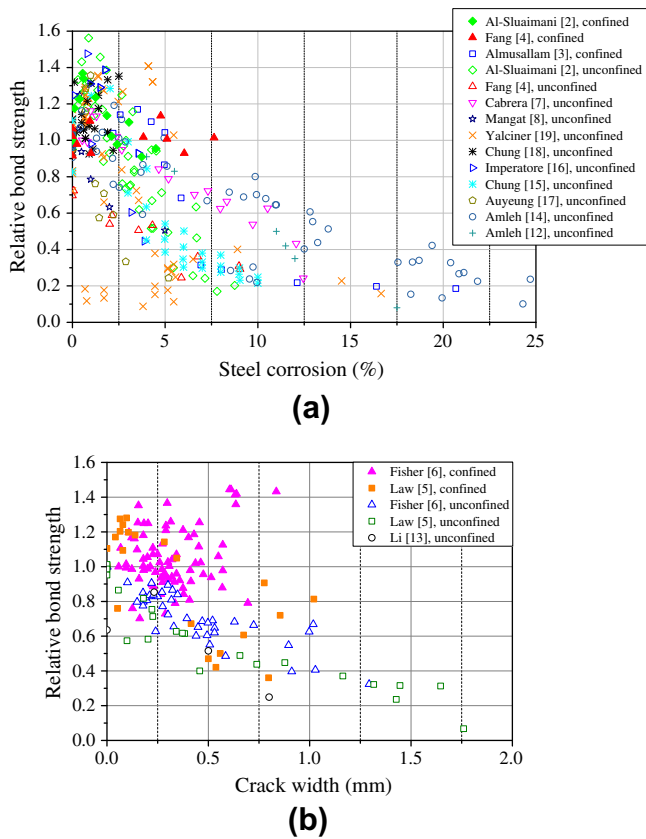 1.6
1.4
1.2
1.0
0.8
0.6
0.4
0.2
0.0
Relative bond strength
Al-Sluaimani [2], confined
Fang [4], confined
Almusallam [3], confined
Al-Sluaimani [2], unconfined
Fang [4], unconfined
Cabrera [7], unconfined
Mangat [8], unconfined
Yalciner [19], unconfined
Chung [18], unconfined
Imperatore [16], unconfined
Chung [15], unconfined
Auyeung [17], unconfined
Amleh [14], unconfined
Amleh [12], unconfined
0 5 10 15 20 25
Steel corrosion (%)
(a)
1.6
1.4
1.2
1.0
0.8
0.6
0.4
0.2
0.0
Relative bond strength
Fisher [6], confined
Law [5], confined
Fisher [6], unconfined
Law [5], unconfined
Li [13], unconfined
0.0 0.5 1.0 1.5 2.0
Crack width (mm)
(b)